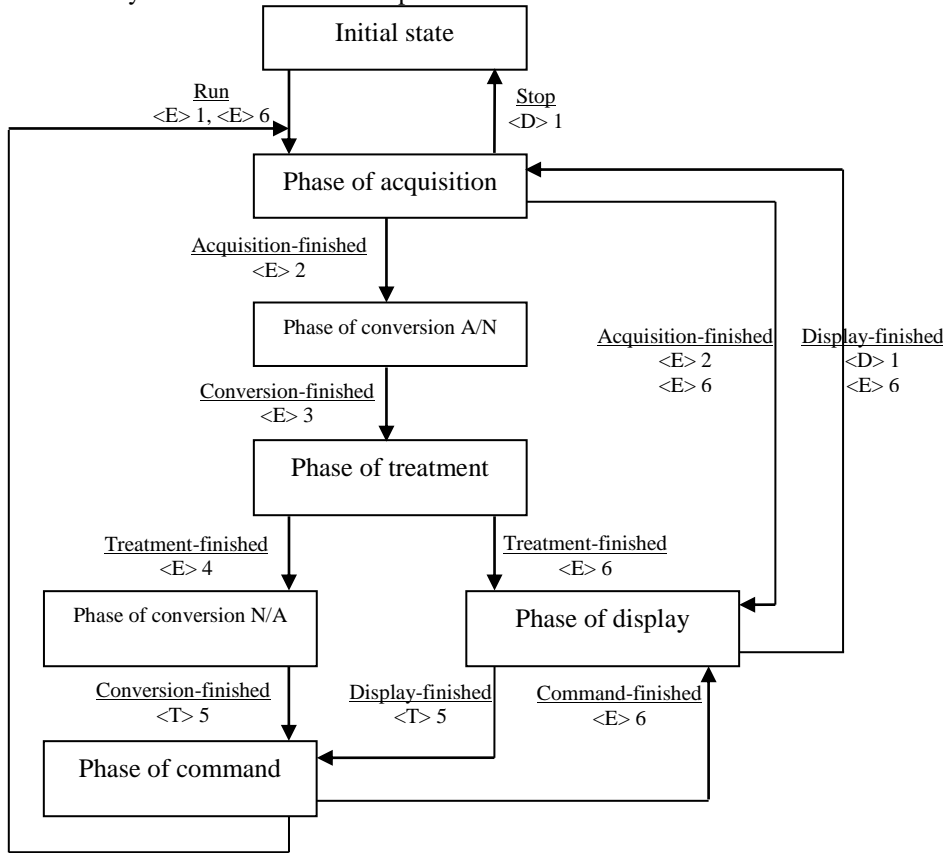 Initial state
Run
<E> 1, <E> 6
Stop
<D> 1
Phase of acquisition
Acquisition-finished
<E> 2
Phase of conversion A/N
Acquisition-finished
<E> 2
<E> 6
Display-finished
<D> 1
<E> 6
Conversion-finished
<E> 3
Phase of treatment
Treatment-finished
<E> 4
Treatment-finished
<E> 6
Phase of conversion N/A
Phase of display
Conversion-finished
<T> 5
Display-finished
<T> 5
Command-finished
<E> 6
Phase of command